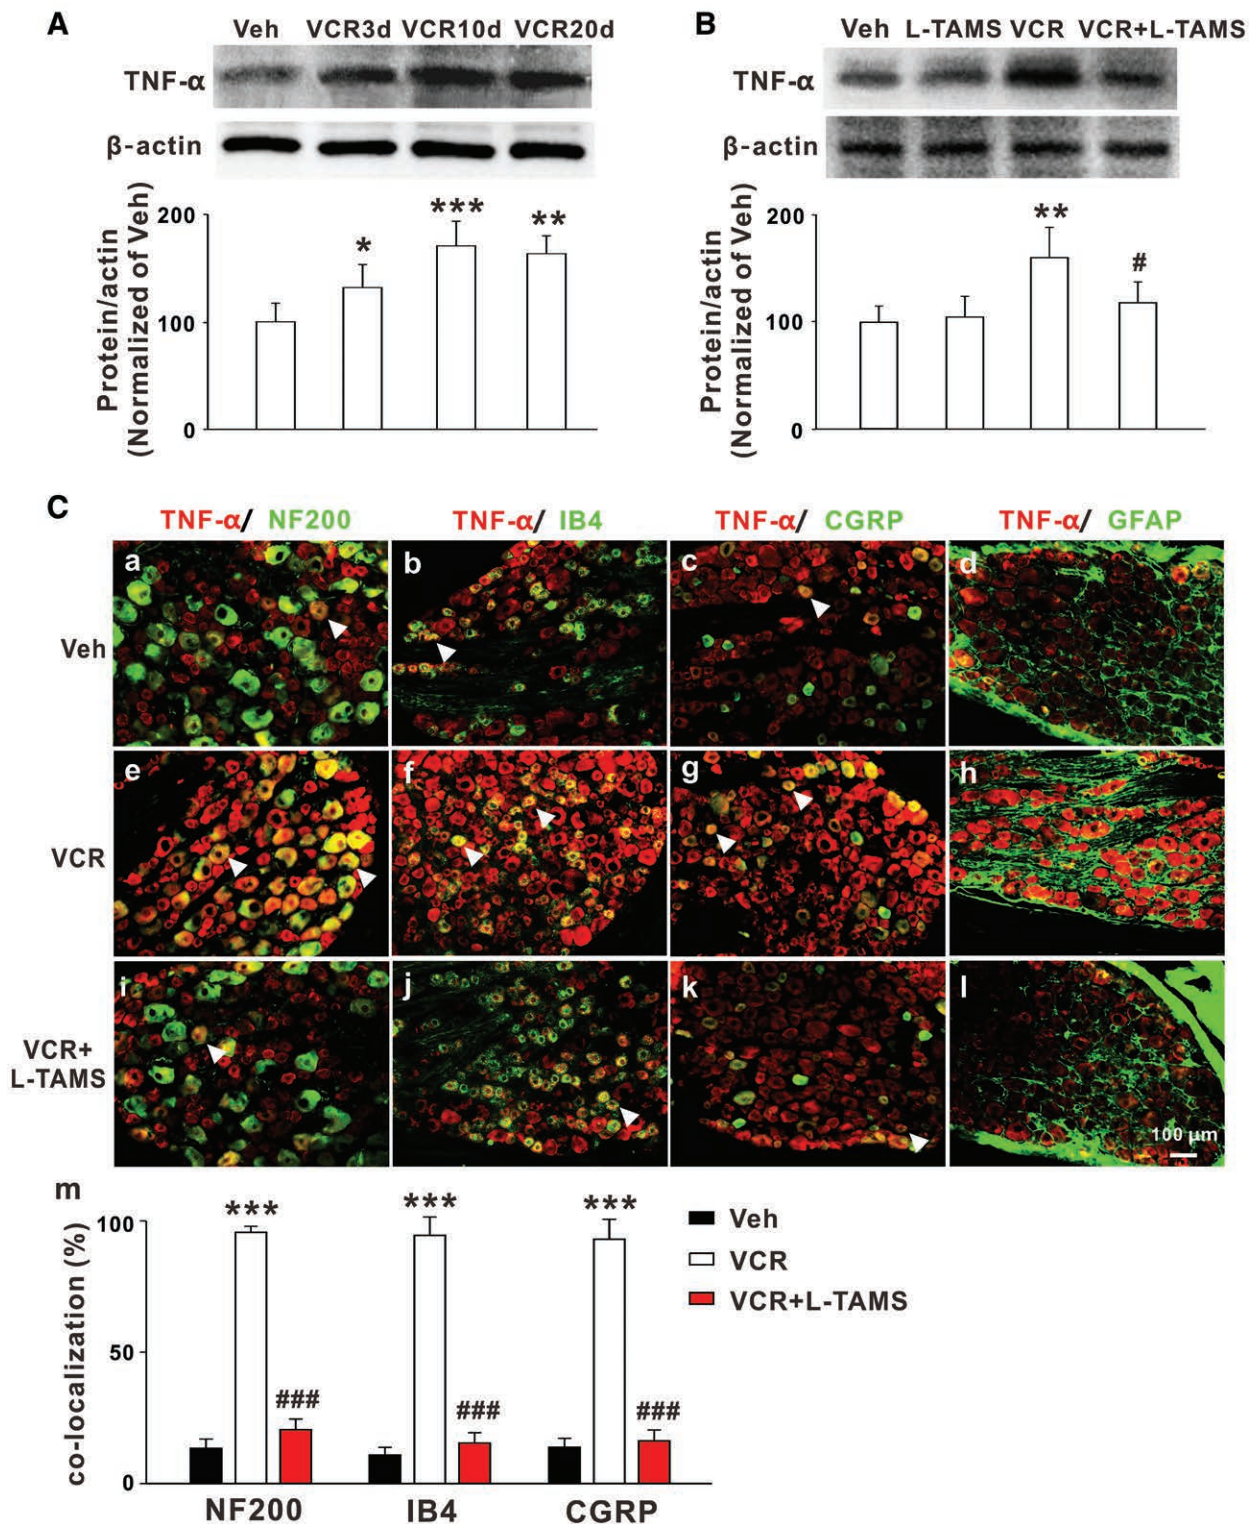 A
Veh VCR3d VCR10d VCR20d
TNF-α
β-actin
Protein/actin
(Normalized of Veh)
200
100
0
* *** **
B
Veh L-TAMS VCR VCR+L-TAMS
TNF-α
β-actin
Protein/actin
(Normalized of Veh)
200
100
0
** #
C
TNF-α/ NF200 TNF-α/ IB4 TNF-α/ CGRP TNF-α/ GFAP
Veh
a b c d
VCR
e f g h
VCR+
L-TAMS
i j k l
100 μm
m
co-localization (%)
100
50
0
*** *** ***
### ### ###
NF200 IB4 CGRP
Veh
VCR
VCR+L-TAMS